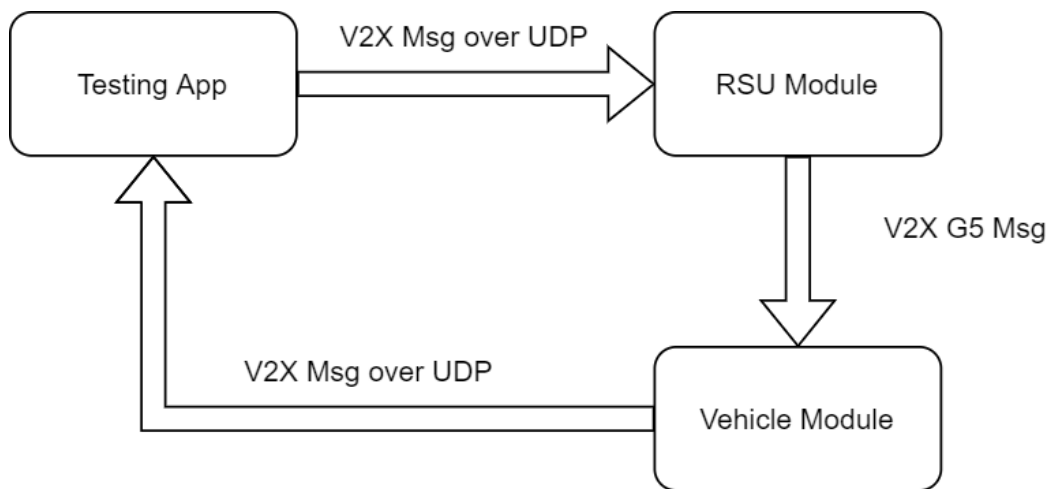 V2X Msg over UDP
Testing App
RSU Module
V2X G5 Msg
V2X Msg over UDP
Vehicle Module